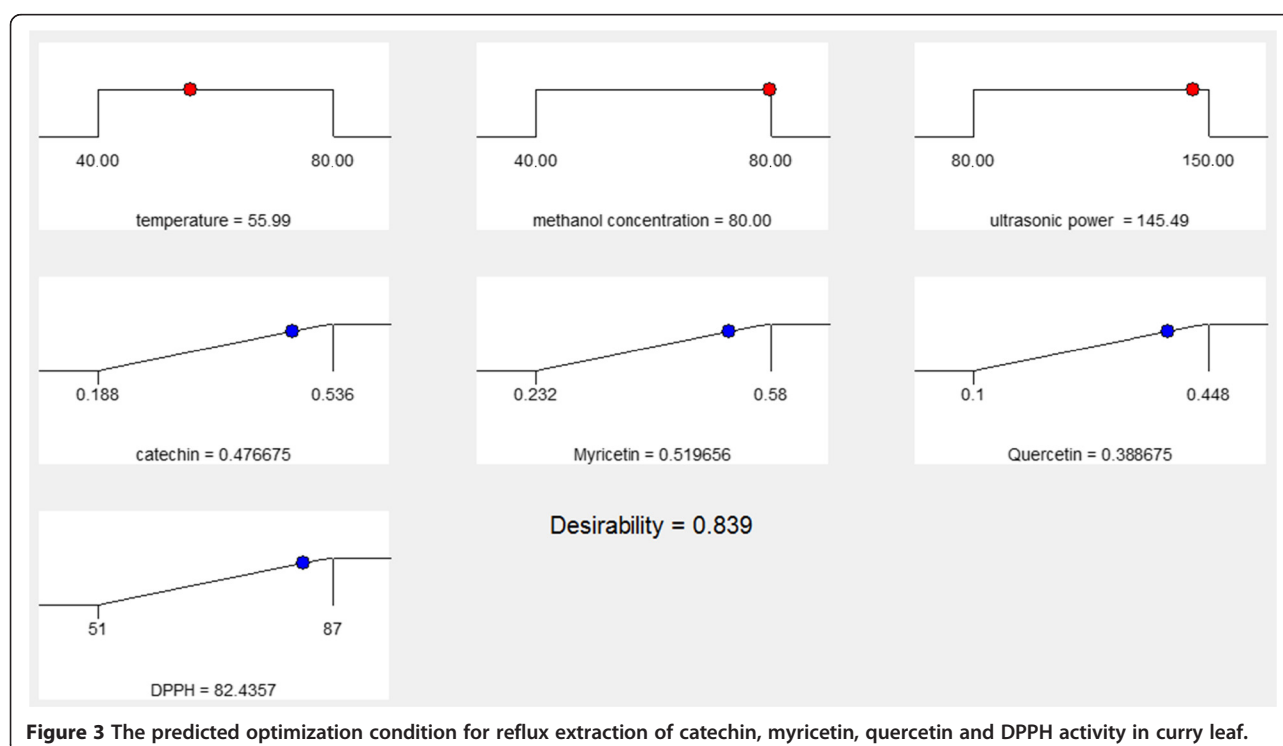 40.00 80.00
temperature = 55.99
40.00 80.00
methanol concentration = 80.00
80.00 150.00
ultrasonic power = 145.49
0.188 0.536
catechin = 0.476675
0.232 0.58
Myricetin = 0.519656
0.1 0.448
Quercetin = 0.388675
51 87
DPPH = 82.4357
Desirability = 0.839
Figure 3 The predicted optimization condition for reflux extraction of catechin, myricetin, quercetin and DPPH activity in curry leaf.